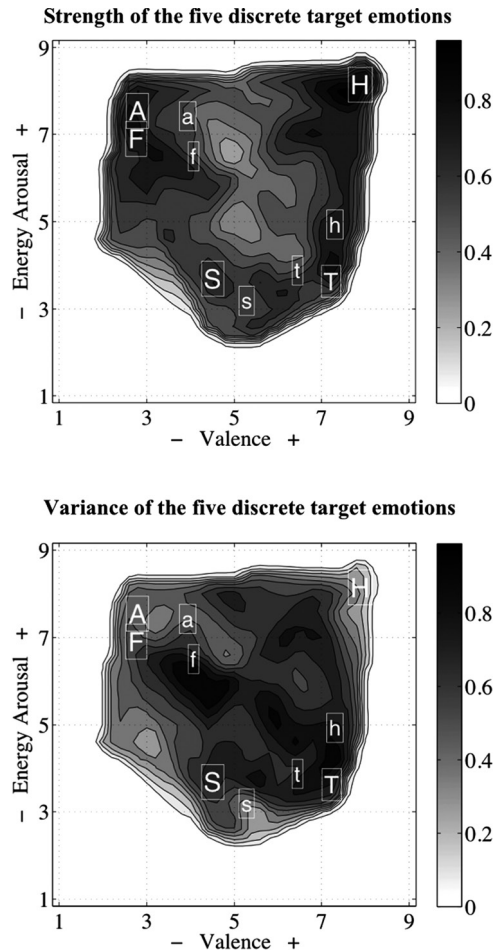 Strength of the five discrete target emotions
9
7
5
3
1
− Energy Arousal +
A
F
a
f
H
h
S
s
t
T
1 3 5 7 9
− Valence +
0.8
0.6
0.4
0.2
0
Variance of the five discrete target emotions
9
7
5
3
1
− Energy Arousal +
A
F
a
f
H
h
S
s
t
T
1 3 5 7 9
− Valence +
0.8
0.6
0.4
0.2
0